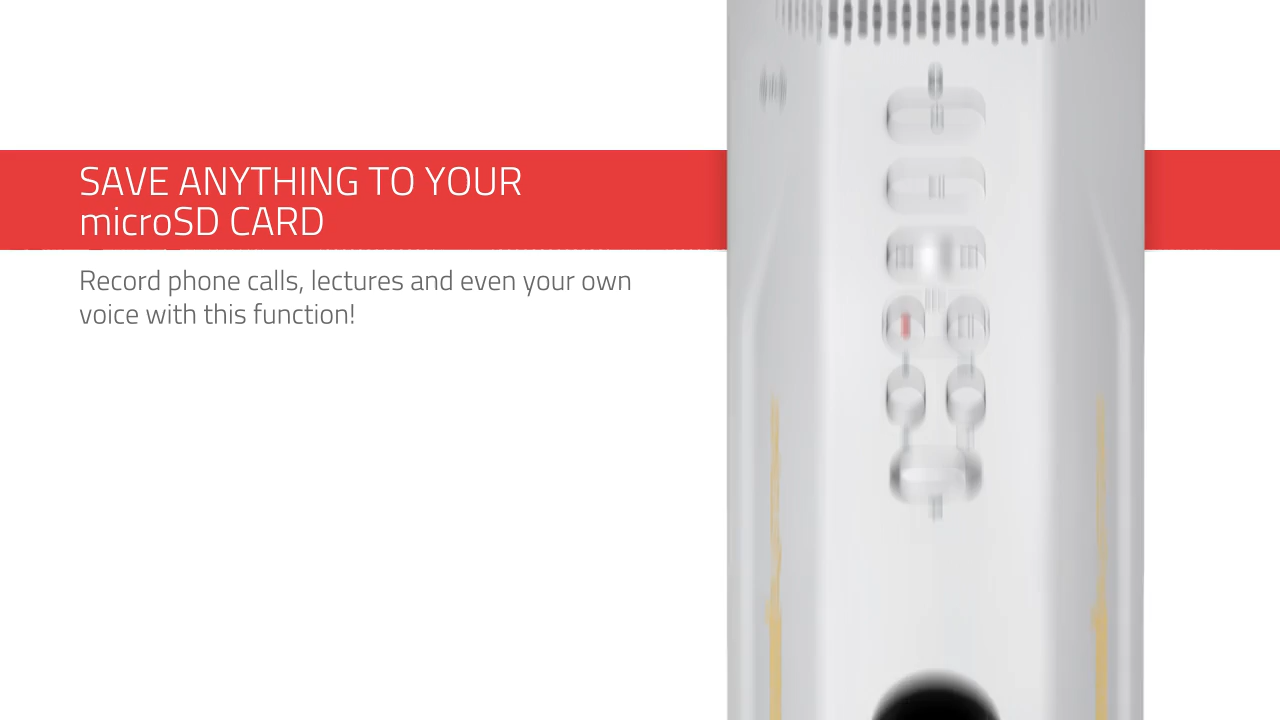 SAVE ANYTHING TO YOUR
microSD CARD
Record phone calls, lectures and even your own
voice with this function!